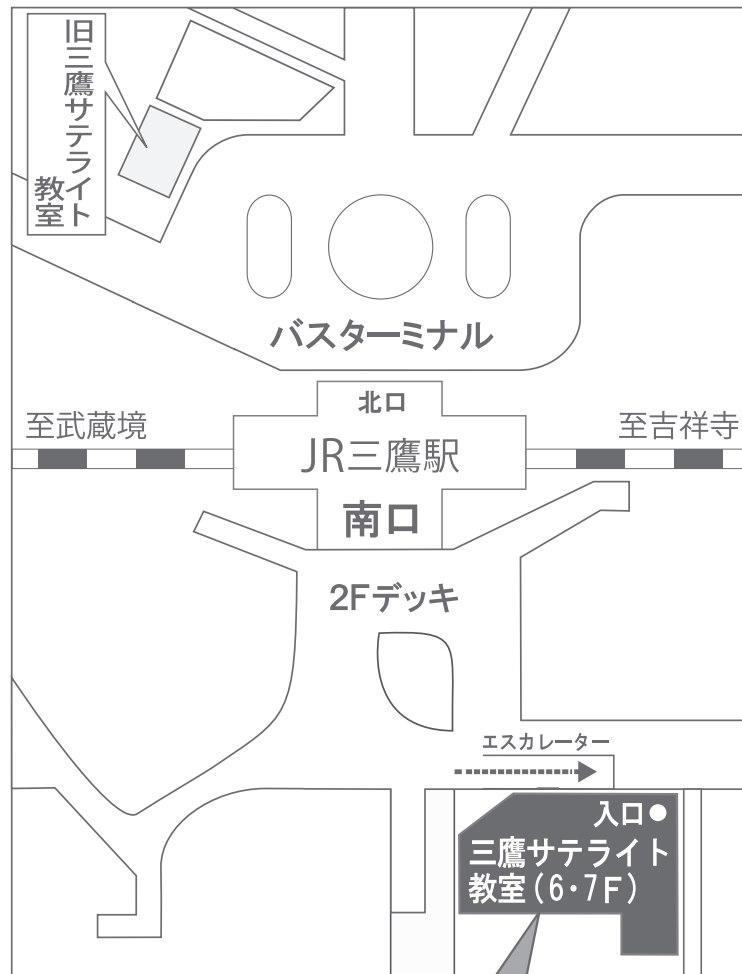 旧三鷹サテライト
教室
バスターミナル
北口
至武蔵境
JR三鷹駅
至吉祥寺
南口
2Fデッキ
エスカレーター
入口
三鷹サテライト
教室(6・7F)